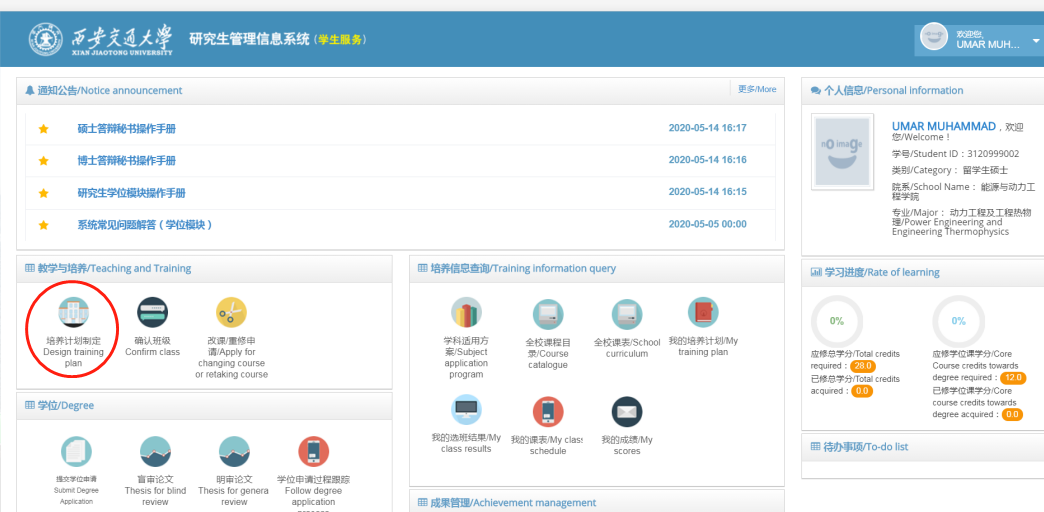 西安交通大学
XIAN JIAOTONG UNIVERSITY
研究生管理信息系统 (学生服务)
欢迎您,
UMAR MUH...
通知公告/Notice announcement
更多/More
硕士答辩秘书操作手册
2020-05-14 16:17
博士答辩秘书操作手册
2020-05-14 16:16
研究生学位模块操作手册
2020-05-14 16:15
系统常见问题解答(学位模块)
2020-05-05 00:00
个人信息/Personal information
no image
UMAR MUHAMMAD,欢迎
您/Welcome!
学号/Student ID:3120999002
类别/Category: 留学生硕士
院系/School Name: 能源与动力工
程学院
专业/Major: 动力工程及工程热物
理/Power Engineering and
Engineering Thermophysics
教学与培养/Teaching and Training
培养计划制定
Design training
plan
确认班级
Confirm class
改课/重修申
请/Apply for
changing course
or retaking course
培养信息查询/Training information query
学科适用方
案/Subject
application
program
全校课程目
录/Course
catalogue
全校课表/School
curriculum
我的培养计划/My
training plan
我的选班结果/My
class results
我的课表/My class
schedule
我的成绩/My
scores
学习进度/Rate of learning
0%
应修总学分/Total credits
required:28.0
已修总学分/Total credits
acquired:0.0
0%
应修学位课学分/Core
Course credits towards
degree required:12.0
已修学位课学分/Core
course credits towards
degree acquired:0.0
待办事项/To-do list
学位/Degree
提交学位申请
Submit Degree
Application
盲审论文
Thesis for blind
review
明审论文
Thesis for genera
review
学位申请过程跟踪
Follow degree
application
process
成果管理/Achievement management